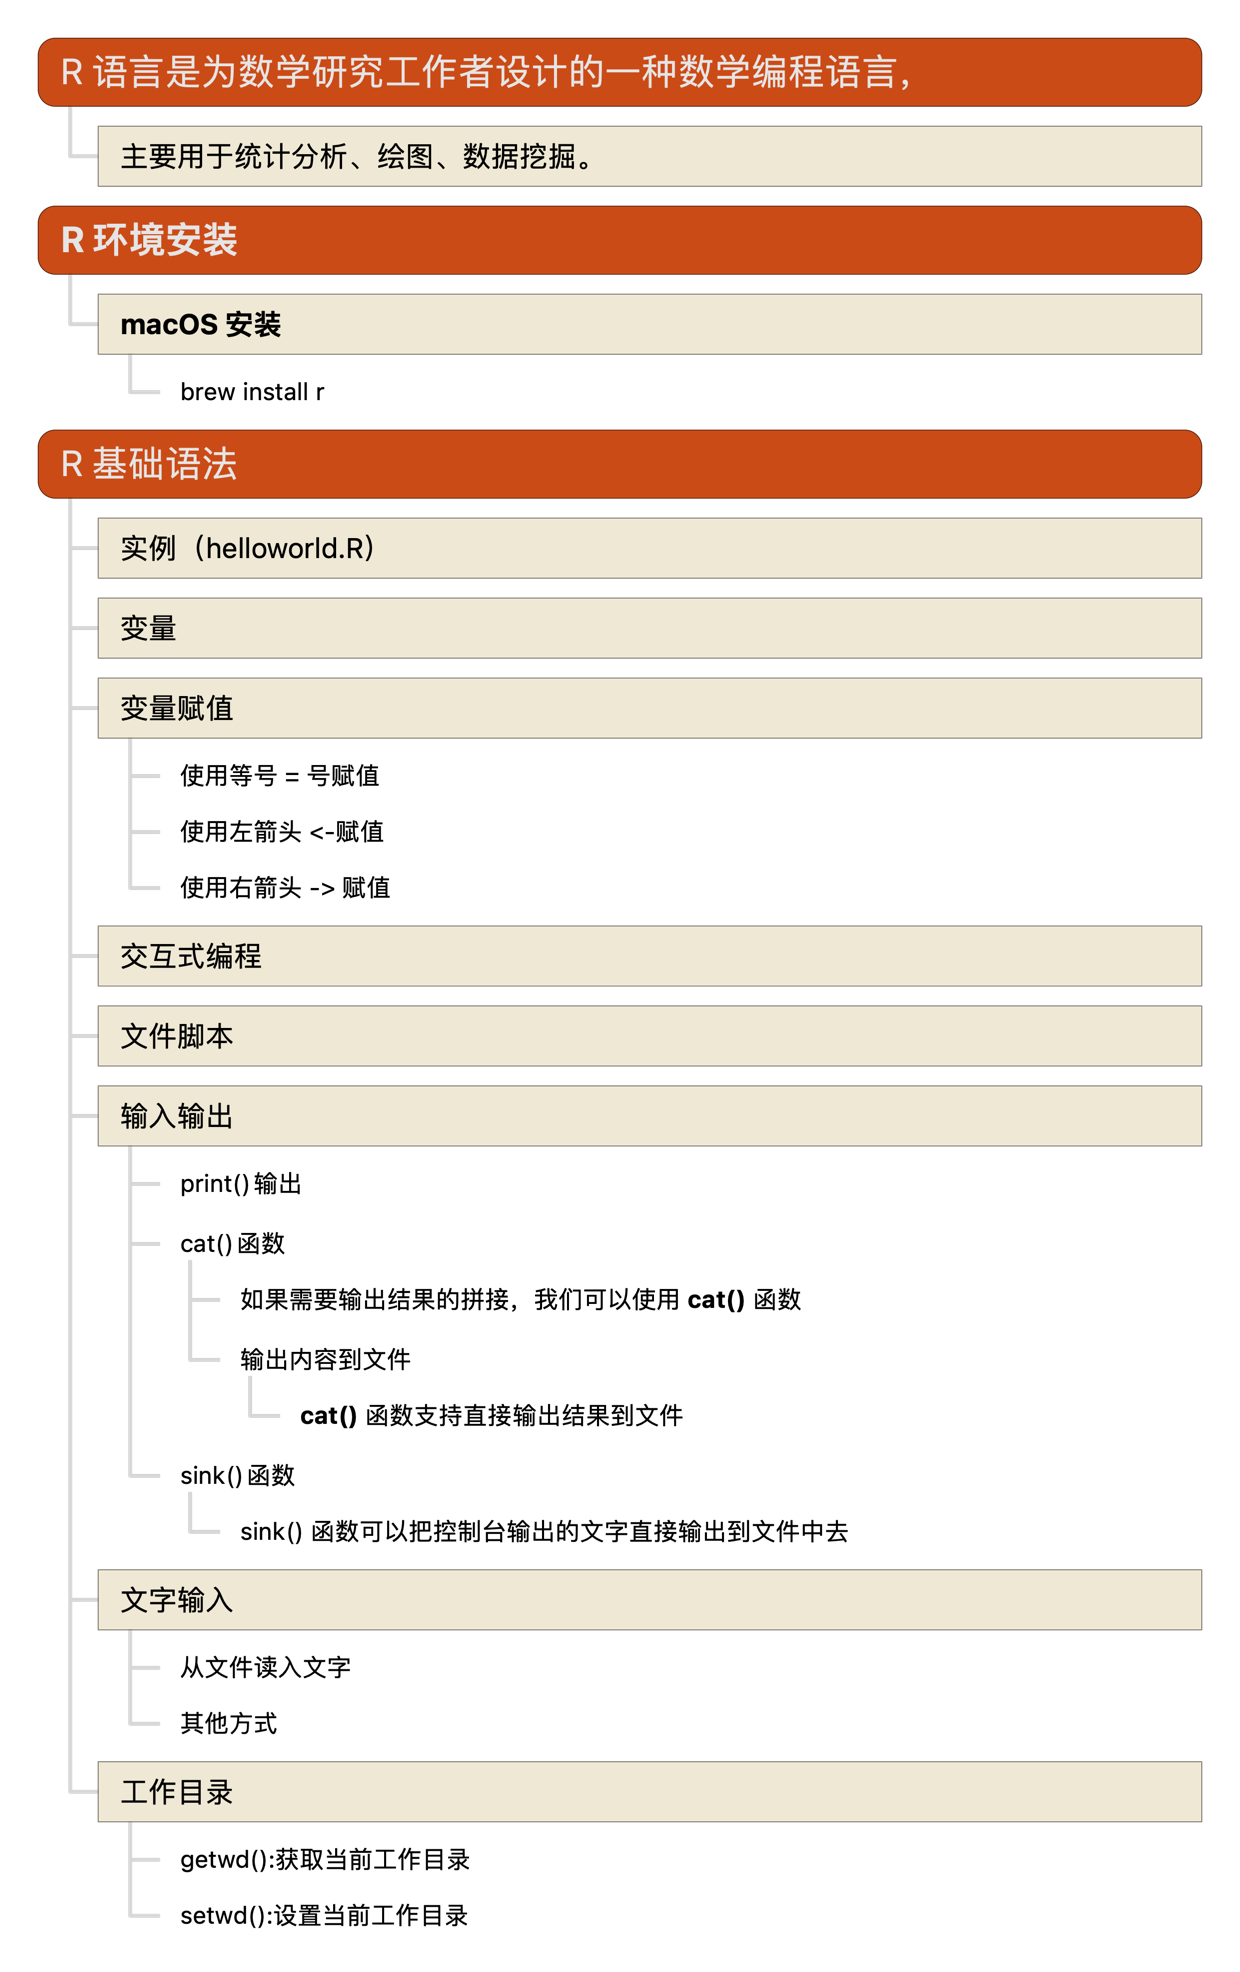 R 语言是为数学研究工作者设计的一种数学编程语言，
主要用于统计分析、绘图、数据挖掘。
R 环境安装
macOS 安装
brew install r
R 基础语法
实例（helloworld.R）
变量
变量赋值
使用等号 = 号赋值
使用左箭头 <-赋值
使用右箭头 -> 赋值
交互式编程
文件脚本
输入输出
print()输出
cat()函数
如果需要输出结果的拼接，我们可以使用 cat() 函数
输出内容到文件
cat() 函数支持直接输出结果到文件
sink()函数
sink() 函数可以把控制台输出的文字直接输出到文件中去
文字输入
从文件读入文字
其他方式
工作目录
getwd():获取当前工作目录
setwd():设置当前工作目录